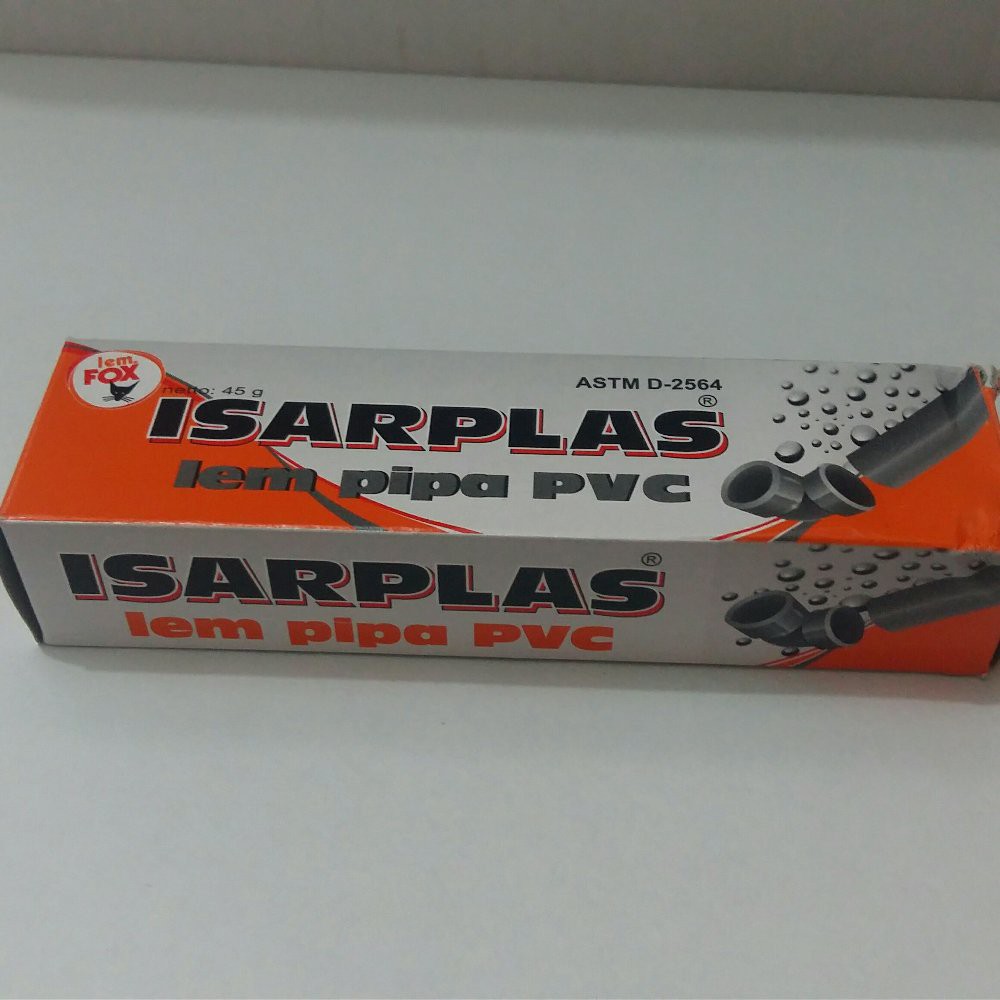 lem
FOX
netto: 45 g
ASTM D-2564
ISARPLAS®
lem pipa PVC
ISARPLAS®
lem pipa PVC